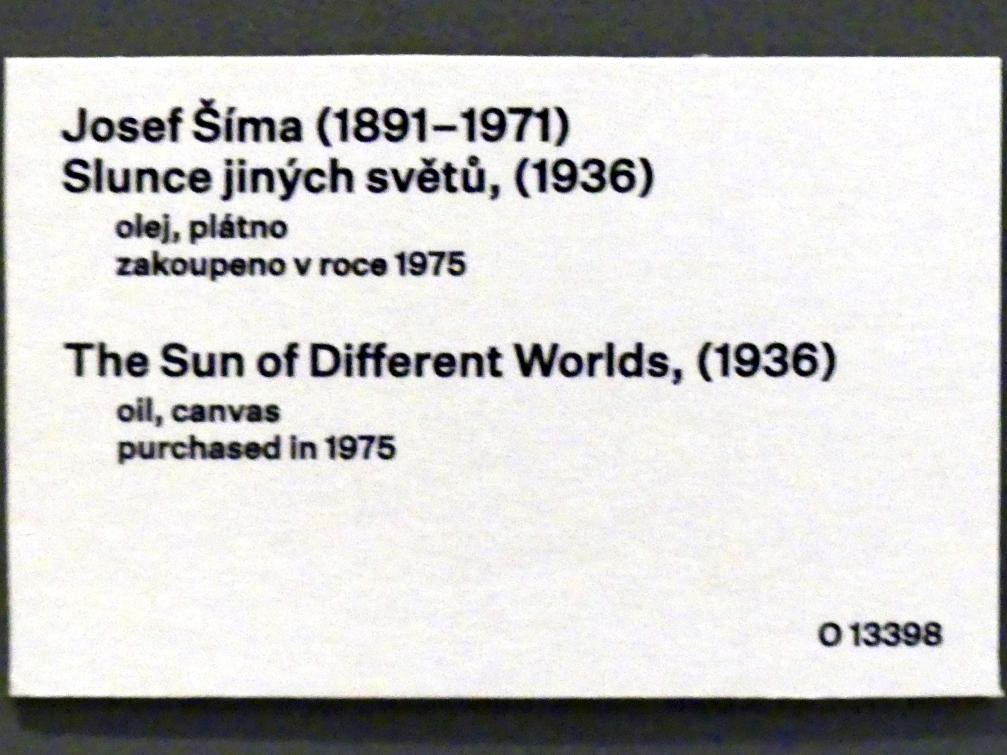 Josef Šíma (1891–1971)
Slunce jiných světů, (1936)
olej, plátno
zakoupeno v roce 1975
The Sun of Different Worlds, (1936)
oil, canvas
purchased in 1975
O 13398